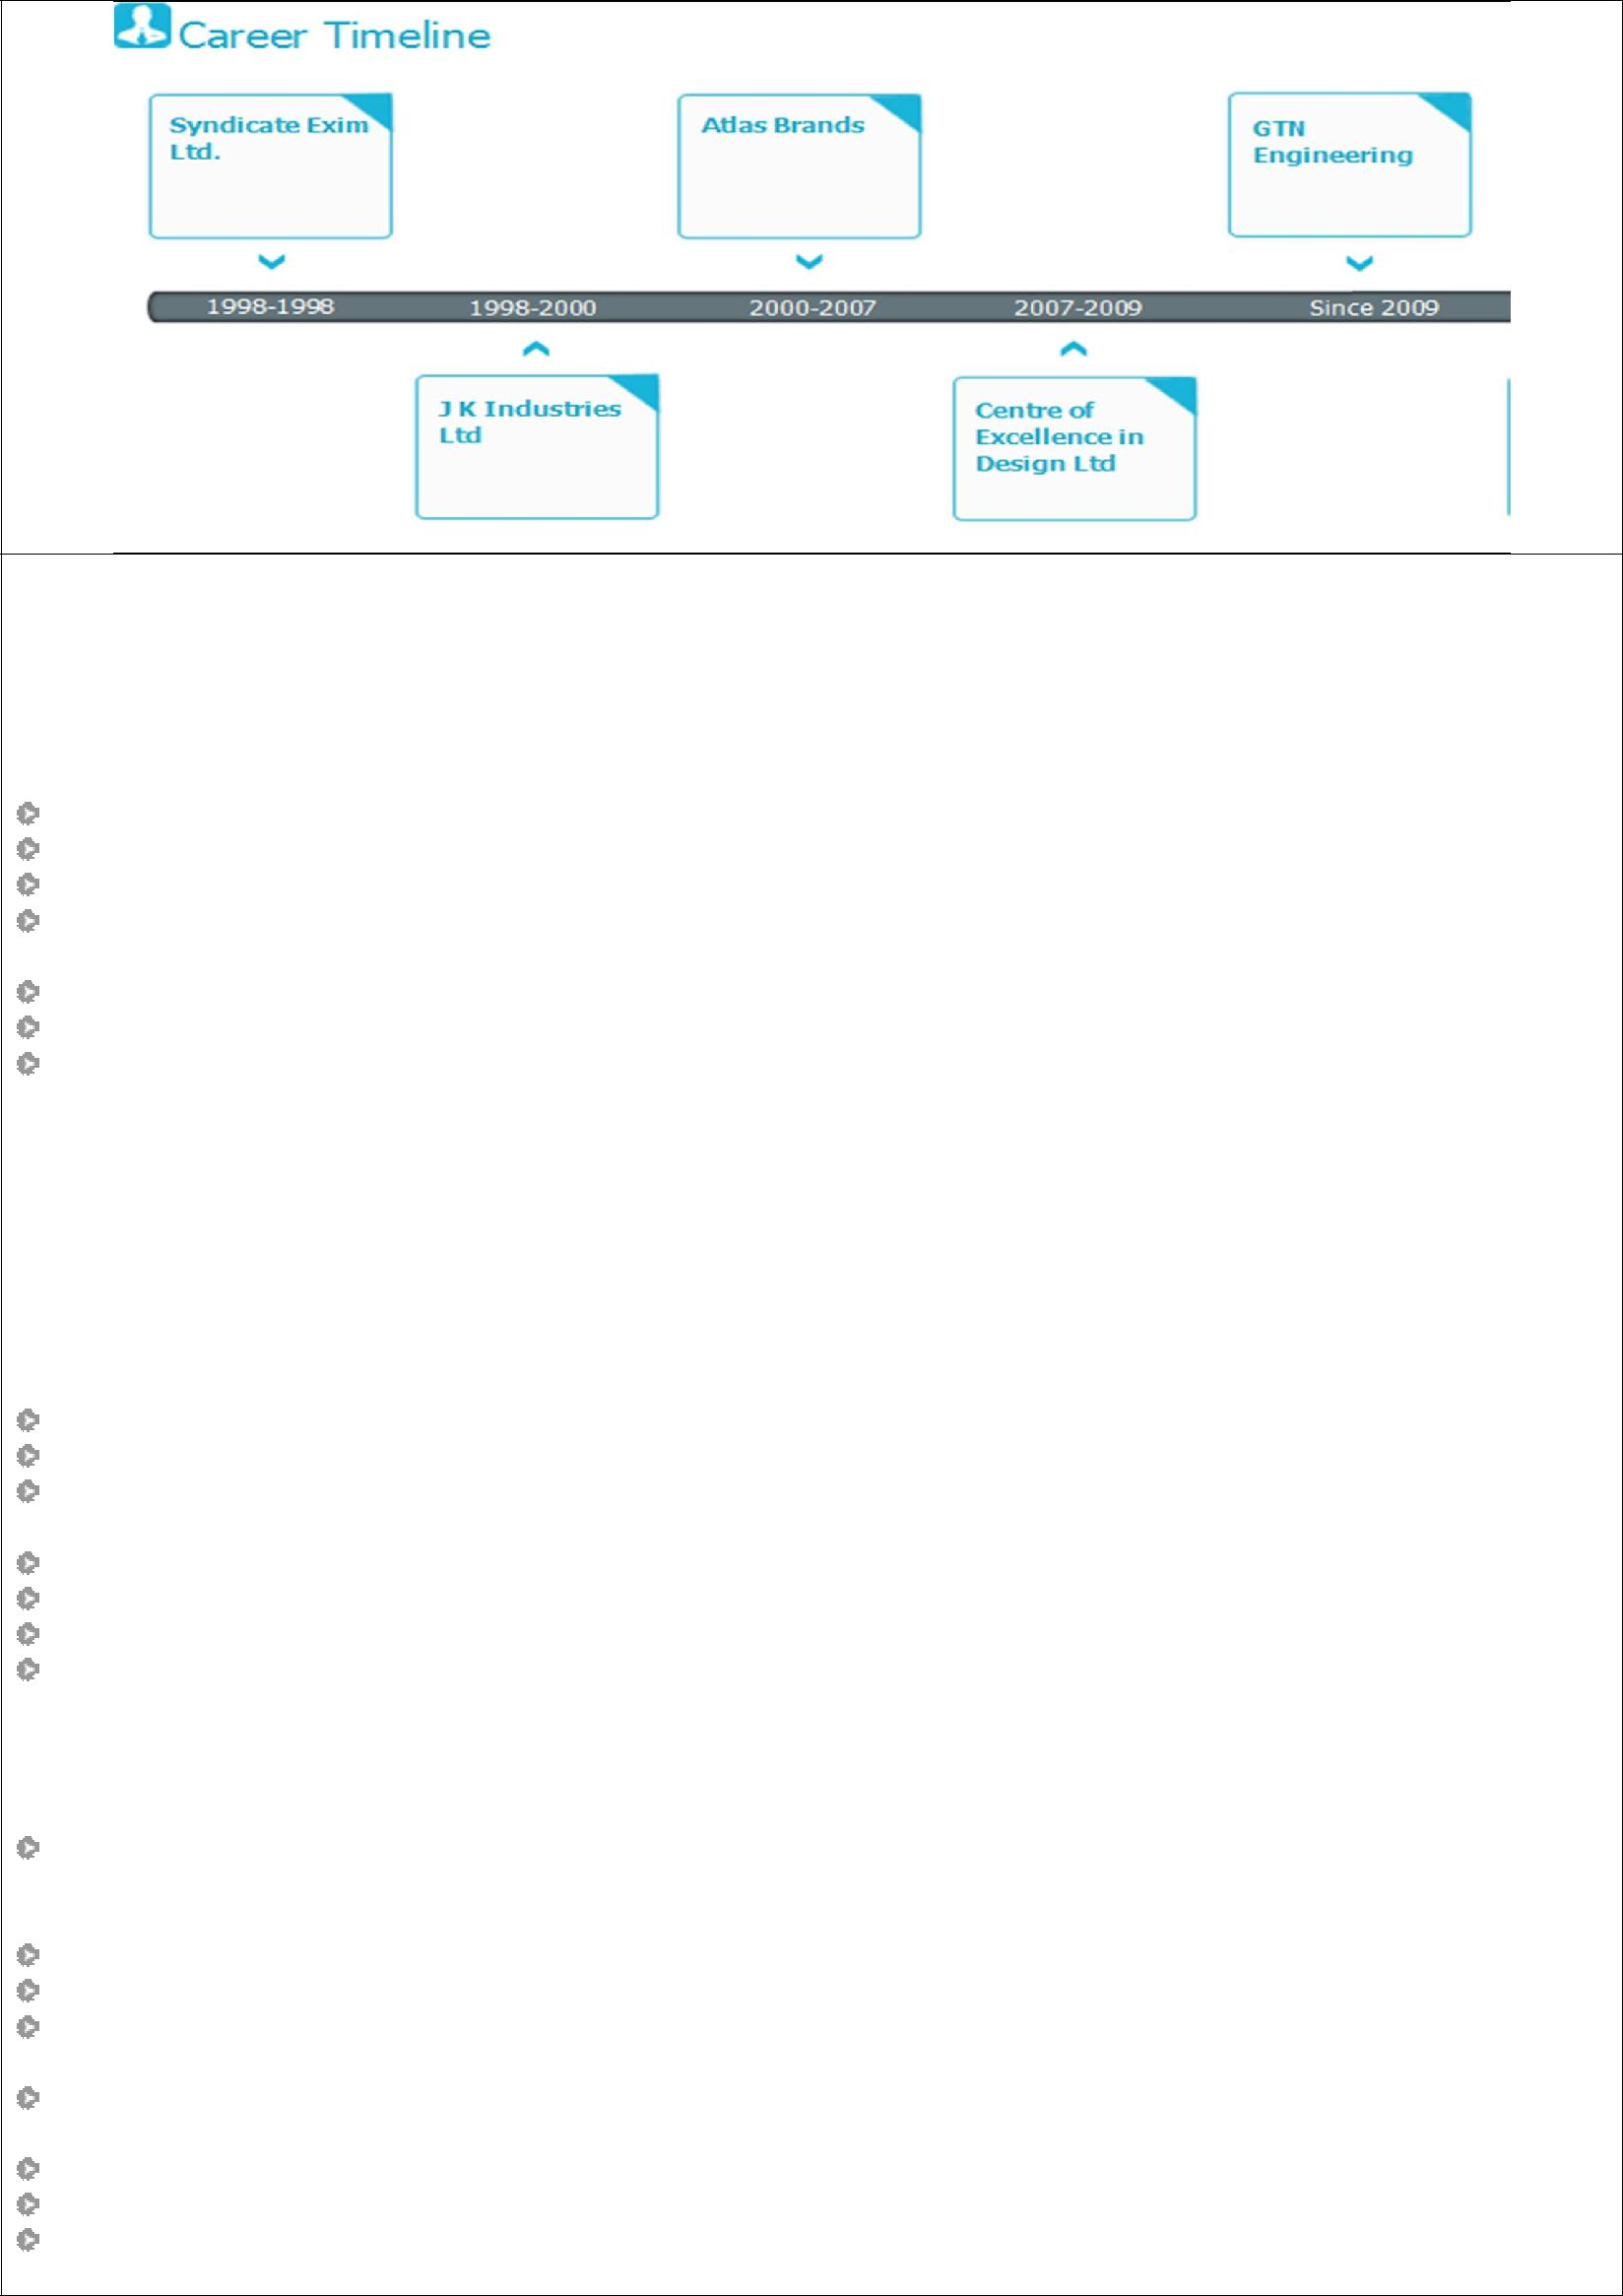 Career Timeline
Syndicate Exim
Ltd.
Atlas Brands
GTN
Engineering
1998-1998
1998-2000
2000-2007
2007-2009
Since 2009
J K Industries
Ltd
Centre of
Excellence in
Design Ltd